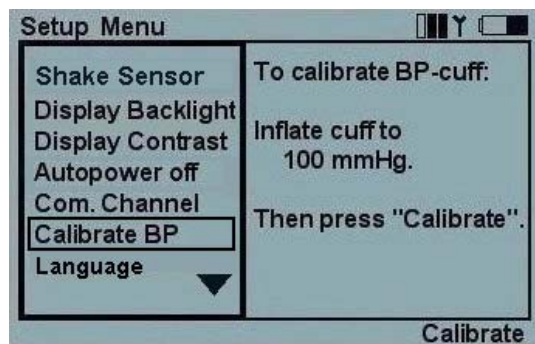 Setup Menu
Shake Sensor
Display Backlight
Display Contrast
Autopower off
Com. Channel
Calibrate BP
Language
To calibrate BP-cuff:
Inflate cuff to
100 mmHg.
Then press "Calibrate".
Calibrate